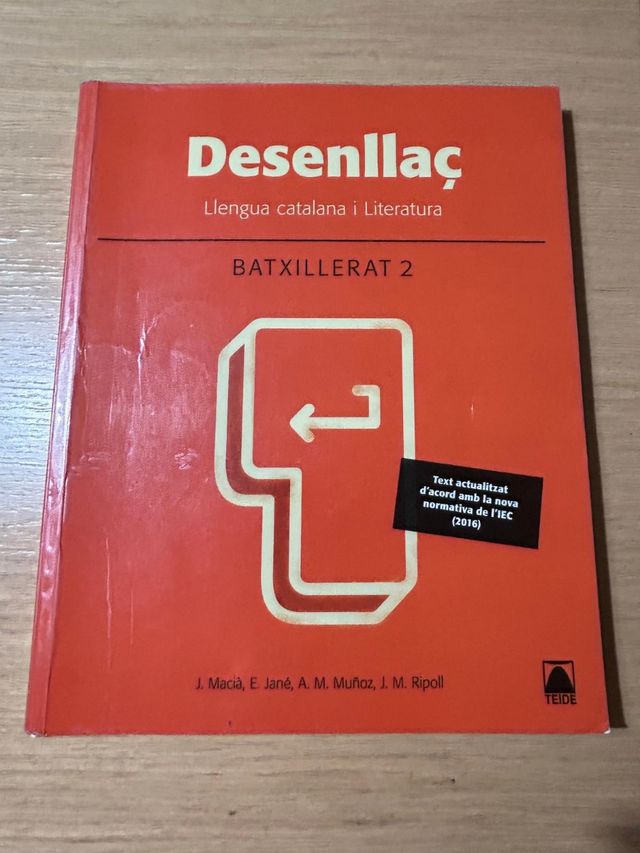 Desenllaç
Llengua catalana i Literatura
BATXILLERAT 2
Text actualitzat
d'acord amb la nova
normativa de l'IEC
(2016)
J. Macià, E. Jané, A. M. Muñoz, J. M. Ripoll
TEIDE